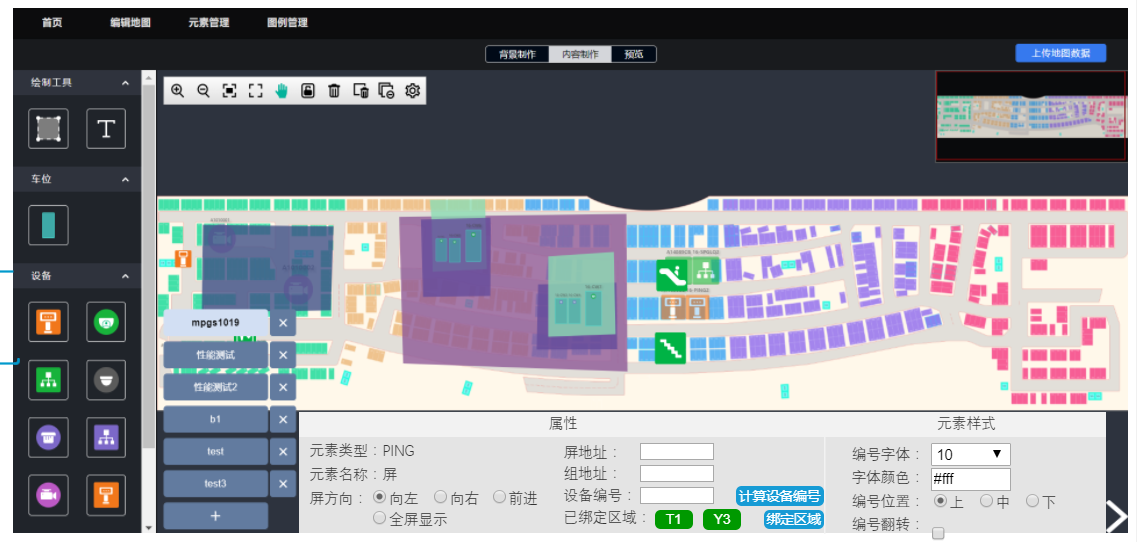 首页 编辑地图 元素管理 图例管理
背景制作 内容制作 预览 上传地图数据
绘制工具
T
车位
设备
mpgs1019 ×
性能测试 ×
性能测试2 ×
b1 ×
test ×
test3 ×
+
属性
元素类型：PING
元素名称：屏
屏方向： 向左 向右 前进
全屏显示
屏地址：
组地址：
设备编号： 计算设备编号
已绑定区域： T1 Y3 绑定区域
元素样式
编号字体： 10
字体颜色： #fff
编号位置： 上 中 下
编号翻转：